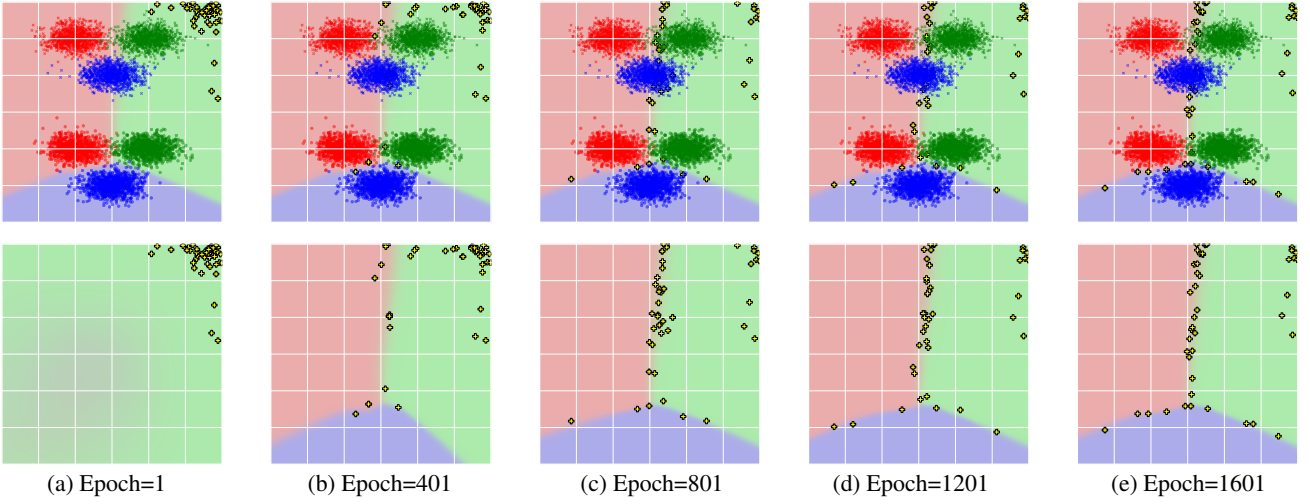 (a) Epoch=1
(b) Epoch=401
(c) Epoch=801
(d) Epoch=1201
(e) Epoch=1601